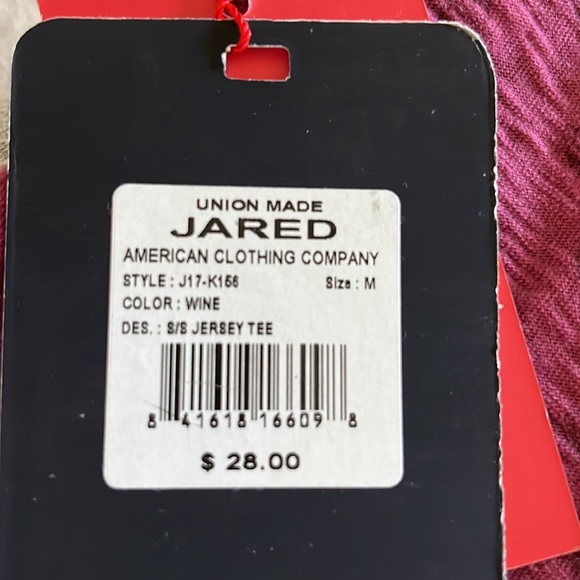 UNION MADE
JARED
AMERICAN CLOTHING COMPANY
STYLE : J17-K156 Size : M
COLOR : WINE
DES. : S/S JERSEY TEE
8 41618 16609 8
$ 28.00